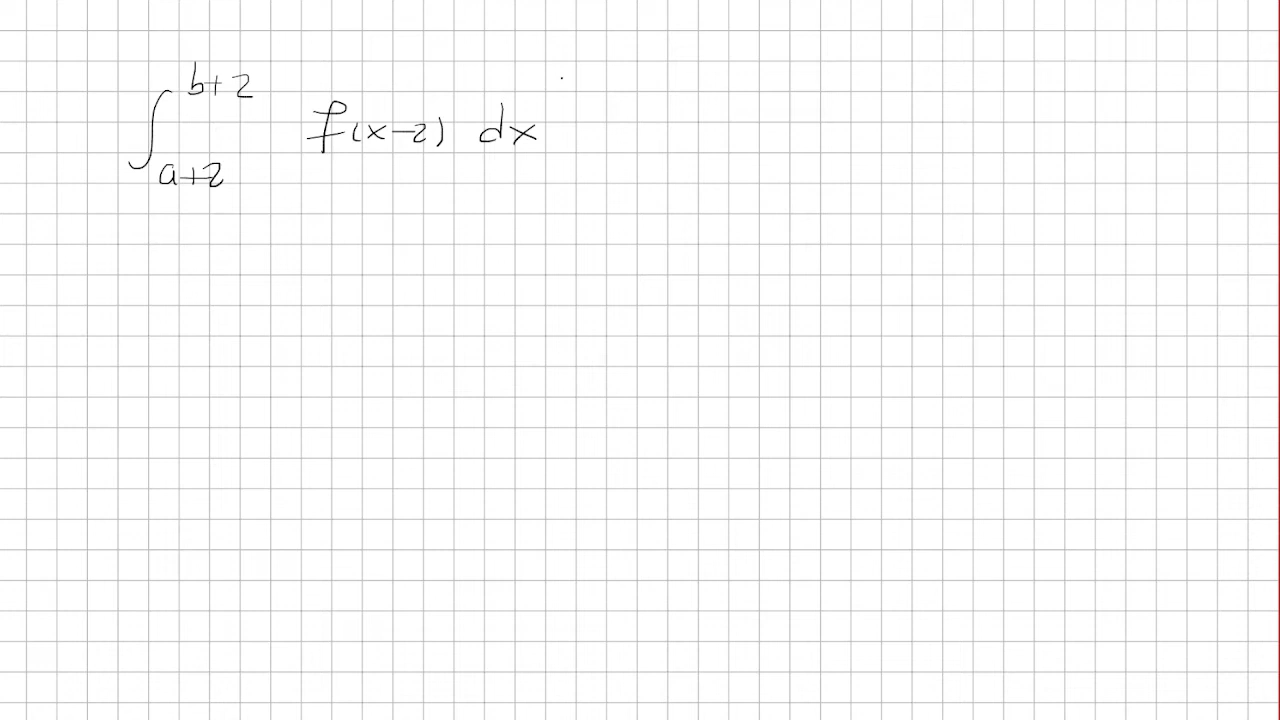 ∫_{a+2}^{b+2} f(x-2) dx